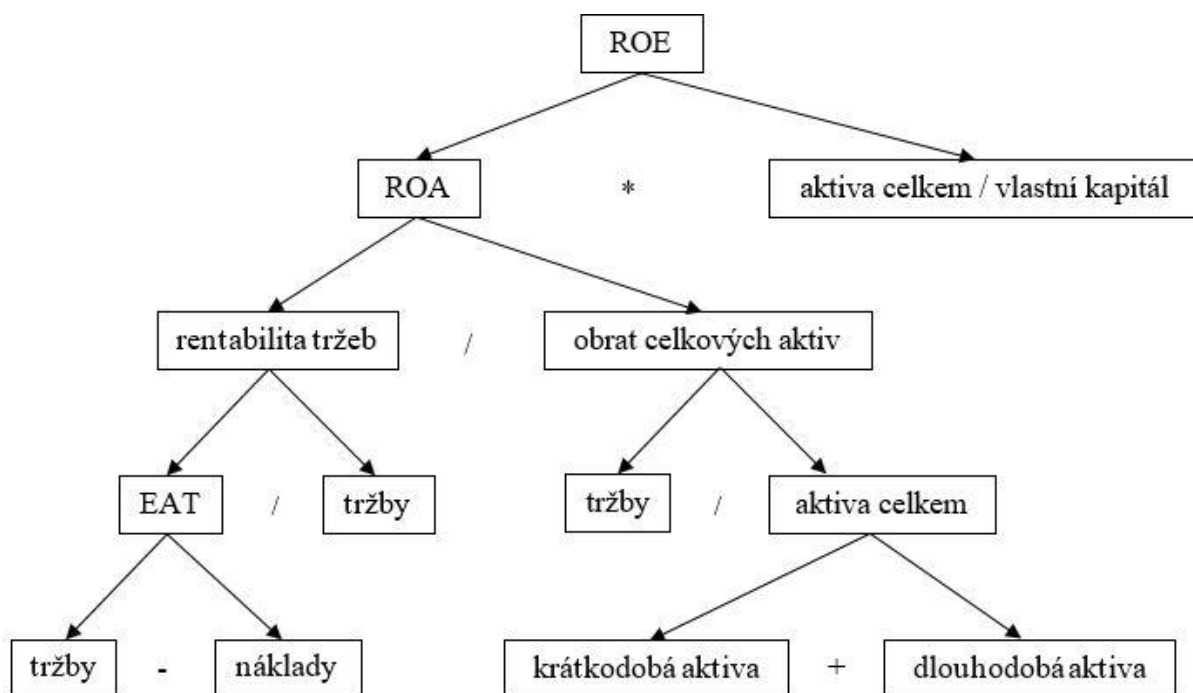 ROE
ROA * aktiva celkem / vlastní kapitál
rentabilita tržeb / obrat celkových aktiv
EAT / tržby tržby / aktiva celkem
tržby - náklady krátkodobá aktiva + dlouhodobá aktiva